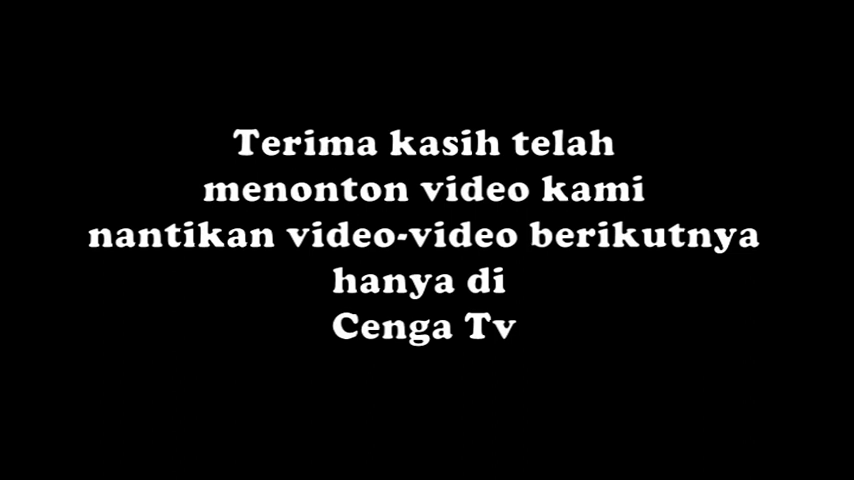 Terima kasih telah
menonton video kami
nantikan video-video berikutnya
hanya di
Cenga Tv